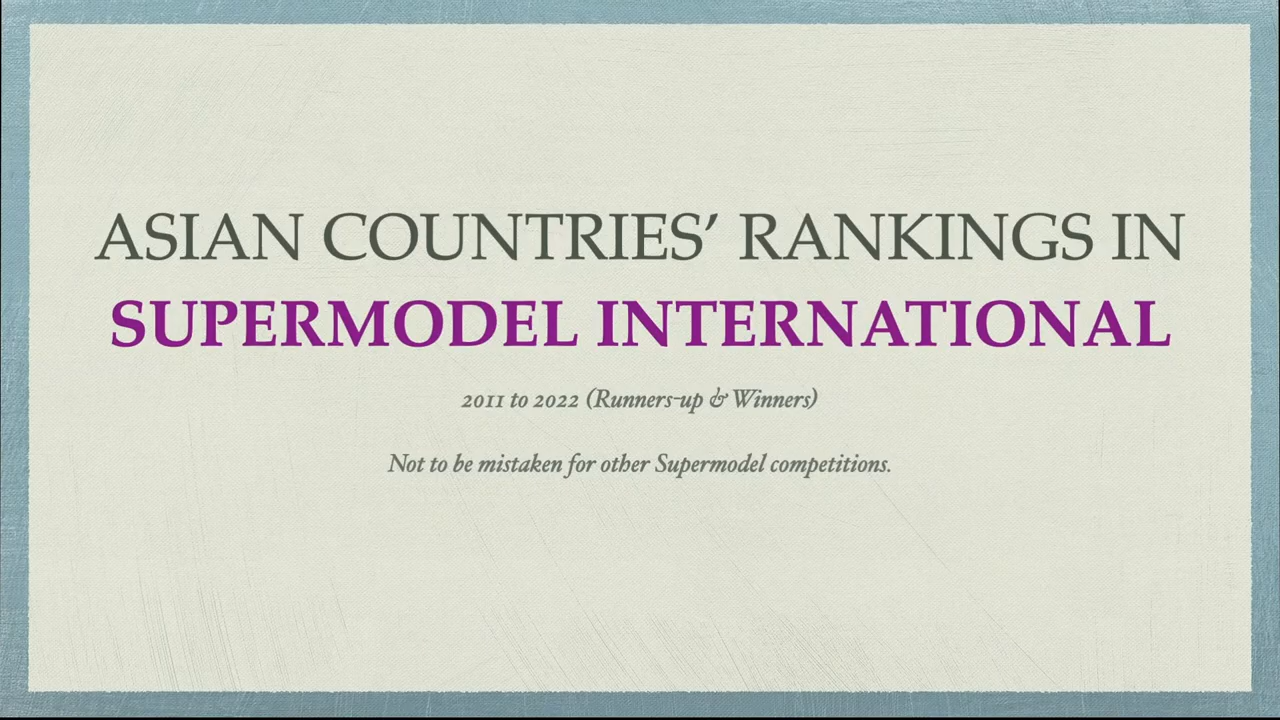 ASIAN COUNTRIES’ RANKINGS IN
SUPERMODEL INTERNATIONAL
2011 to 2022 (Runners-up & Winners)
Not to be mistaken for other Supermodel competitions.